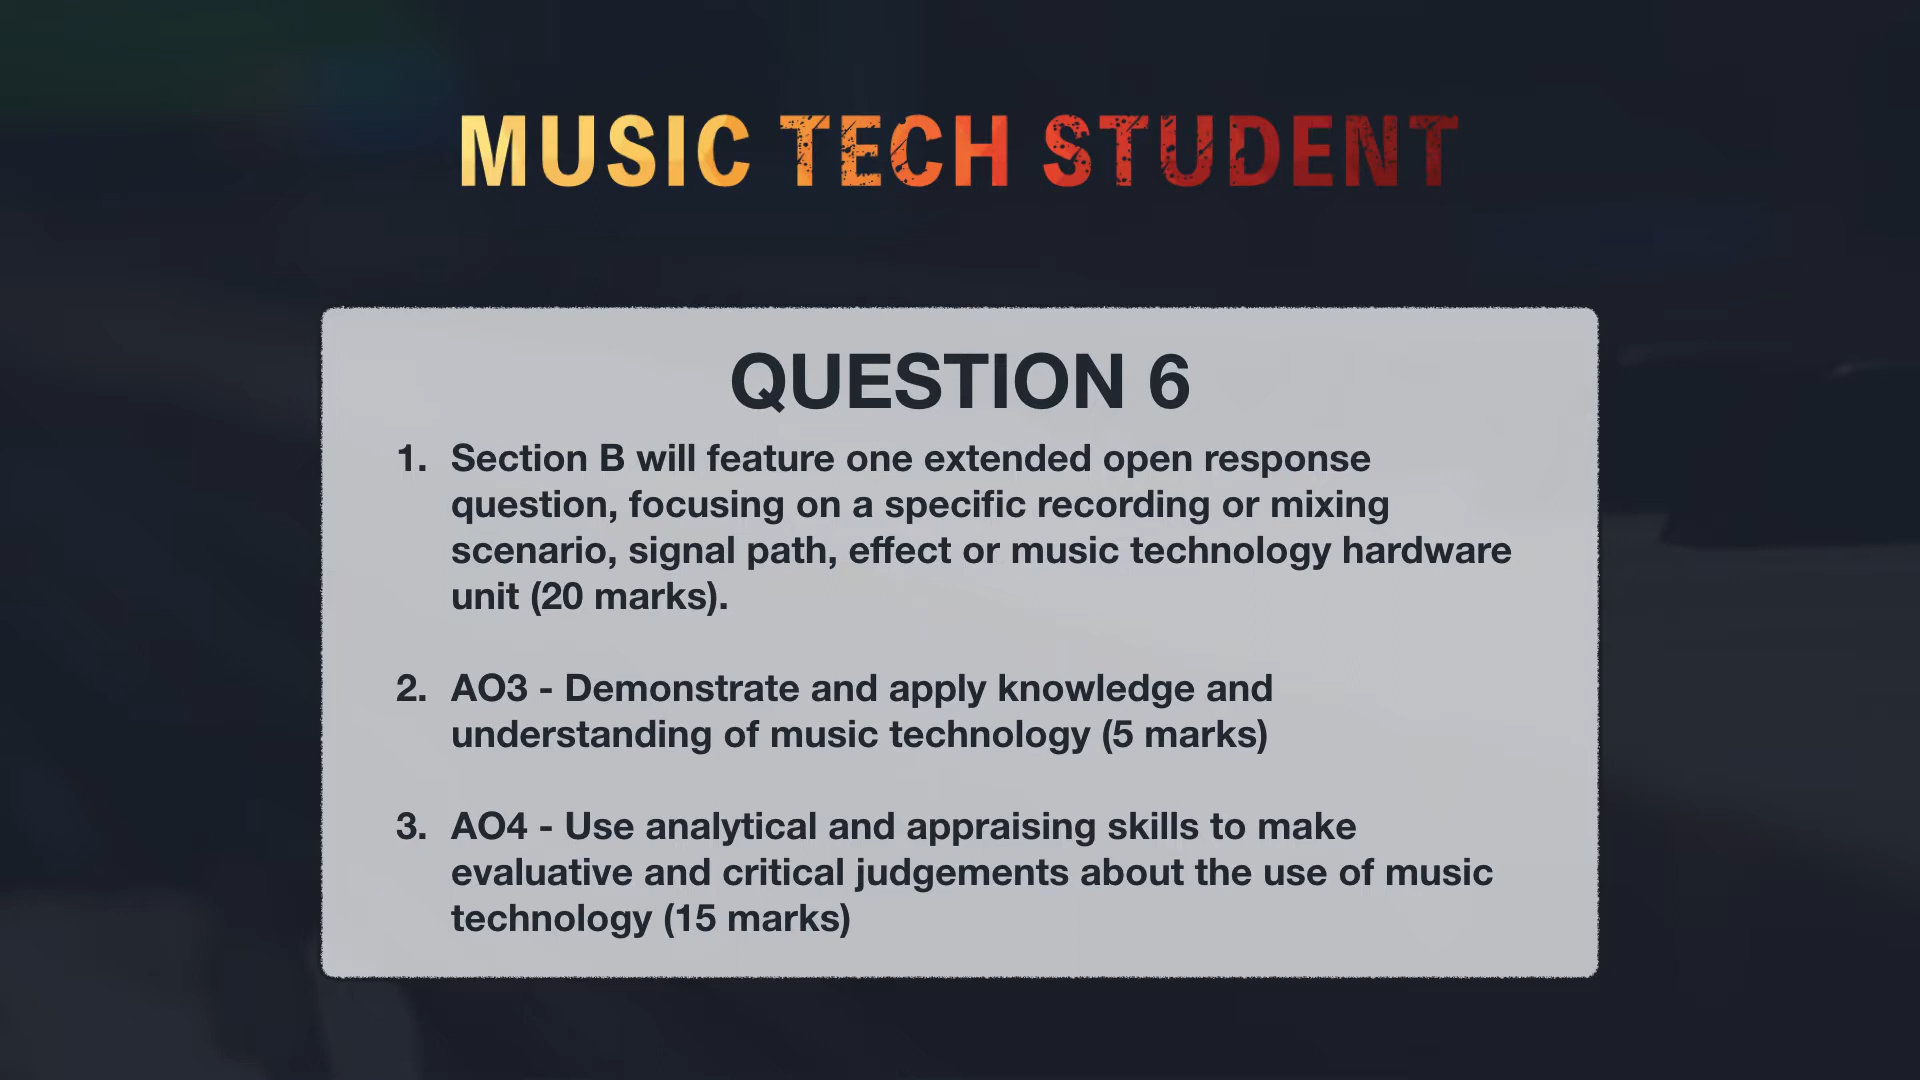 MUSIC TECH STUDENT
QUESTION 6
1. Section B will feature one extended open response
question, focusing on a specific recording or mixing
scenario, signal path, effect or music technology hardware
unit (20 marks).
2. AO3 - Demonstrate and apply knowledge and
understanding of music technology (5 marks)
3. AO4 - Use analytical and appraising skills to make
evaluative and critical judgements about the use of music
technology (15 marks)